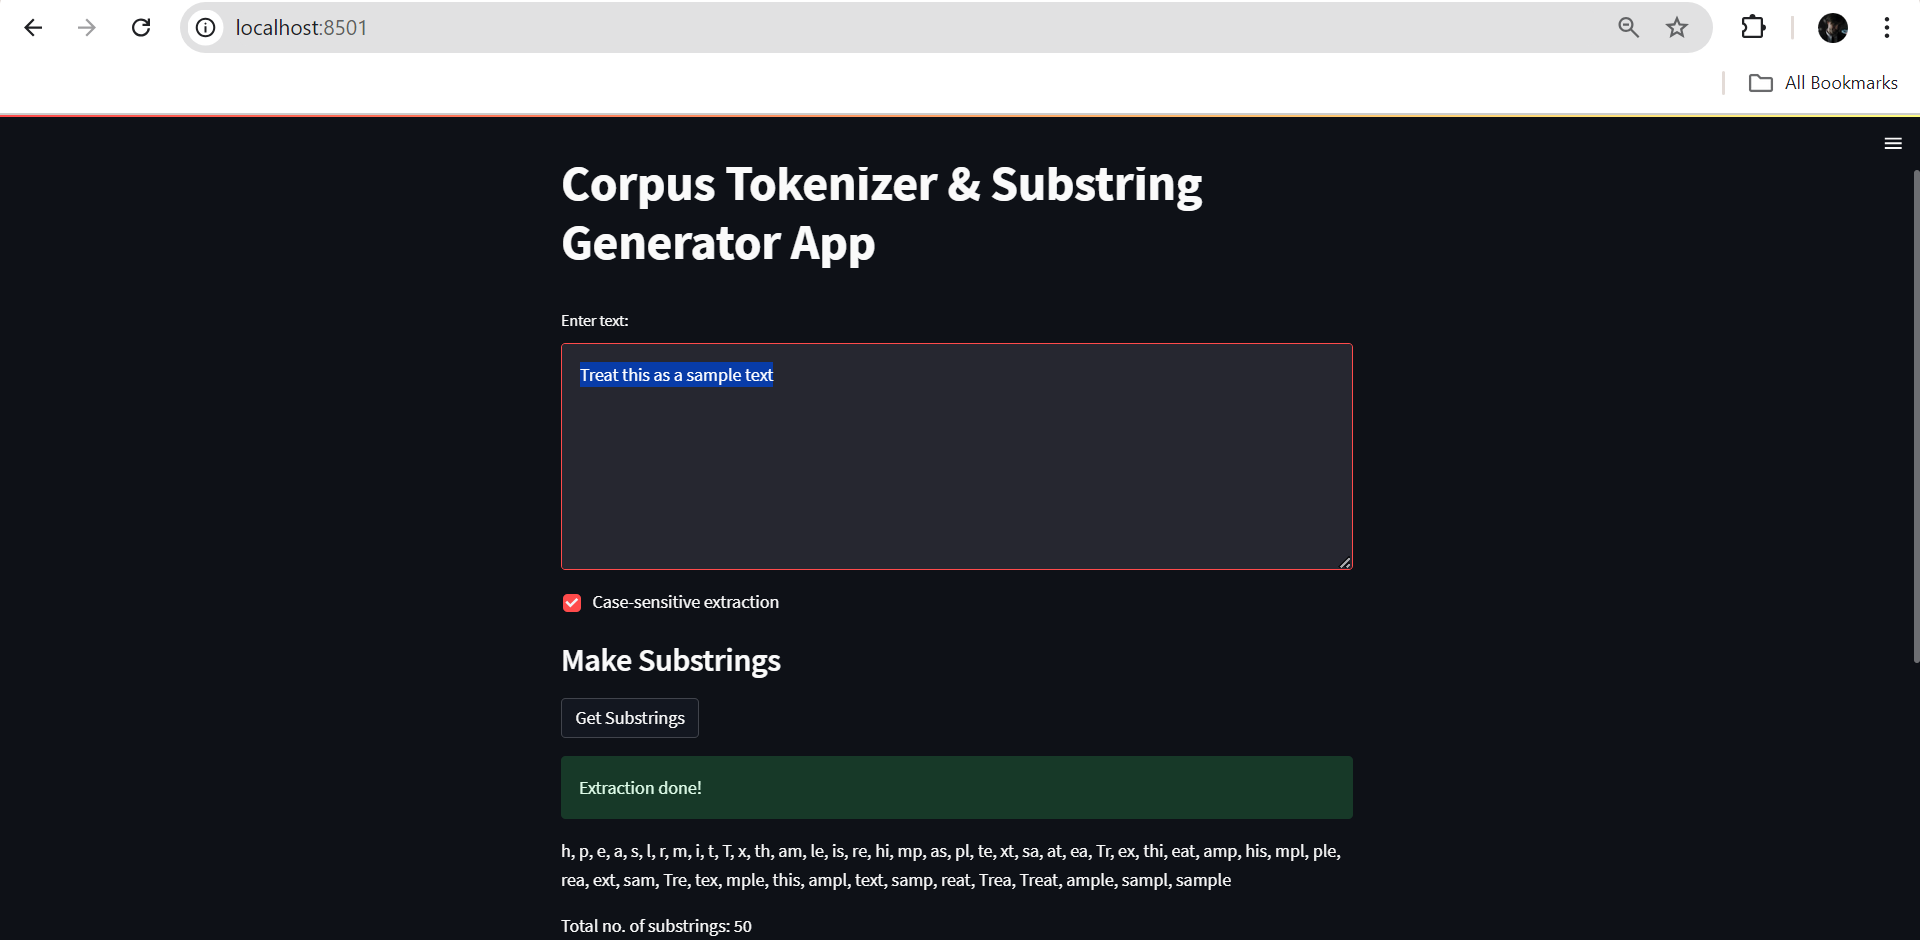 localhost:8501
All Bookmarks
Corpus Tokenizer & Substring
Generator App
Enter text:
Treat this as a sample text
Case-sensitive extraction
Make Substrings
Get Substrings
Extraction done!
h, p, e, a, s, l, r, m, i, t, T, x, th, am, le, is, re, hi, mp, as, pl, te, xt, sa, at, ea, Tr, ex, thi, eat, amp, his, mpl, ple,
rea, ext, sam, Tre, tex, mple, this, ampl, text, samp, reat, Trea, Treat, ample, sampl, sample
Total no. of substrings: 50